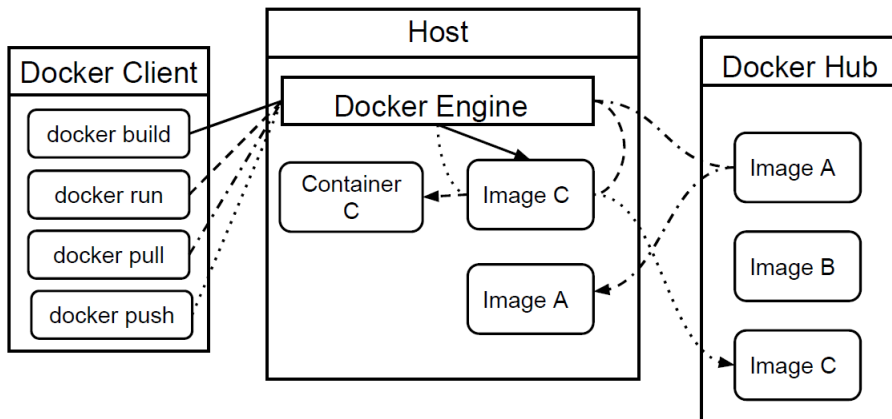 Docker Client
docker build
docker run
docker pull
docker push
Host
Docker Engine
Container
C
Image C
Image A
Docker Hub
Image A
Image B
Image C